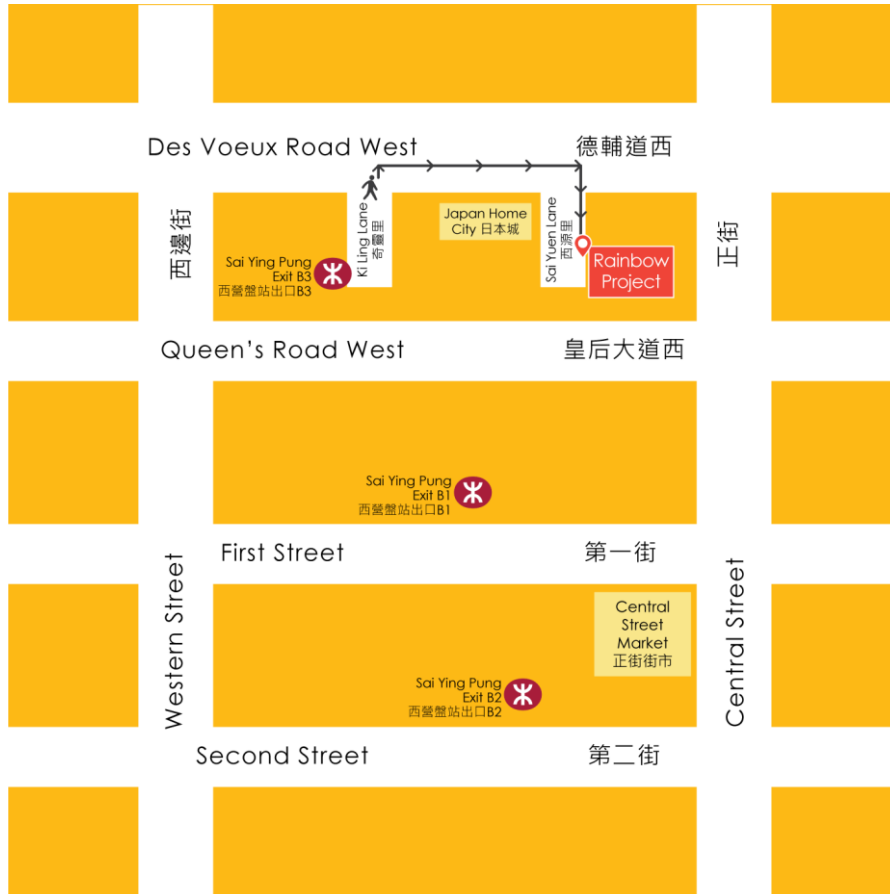 Des Voeux Road West
德輔道西
西邊街
Ki Ling Lane
奇靈里
Japan Home
City 日本城
Sai Yuen Lane
西源里
正街
Sai Ying Pung
Exit B3
西營盤站出口B3
Rainbow
Project
Queen's Road West
皇后大道西
Sai Ying Pung
Exit B1
西營盤站出口B1
First Street
第一街
Western Street
Central
Street
Market
正街街市
Central Street
Sai Ying Pung
Exit B2
西營盤站出口B2
Second Street
第二街